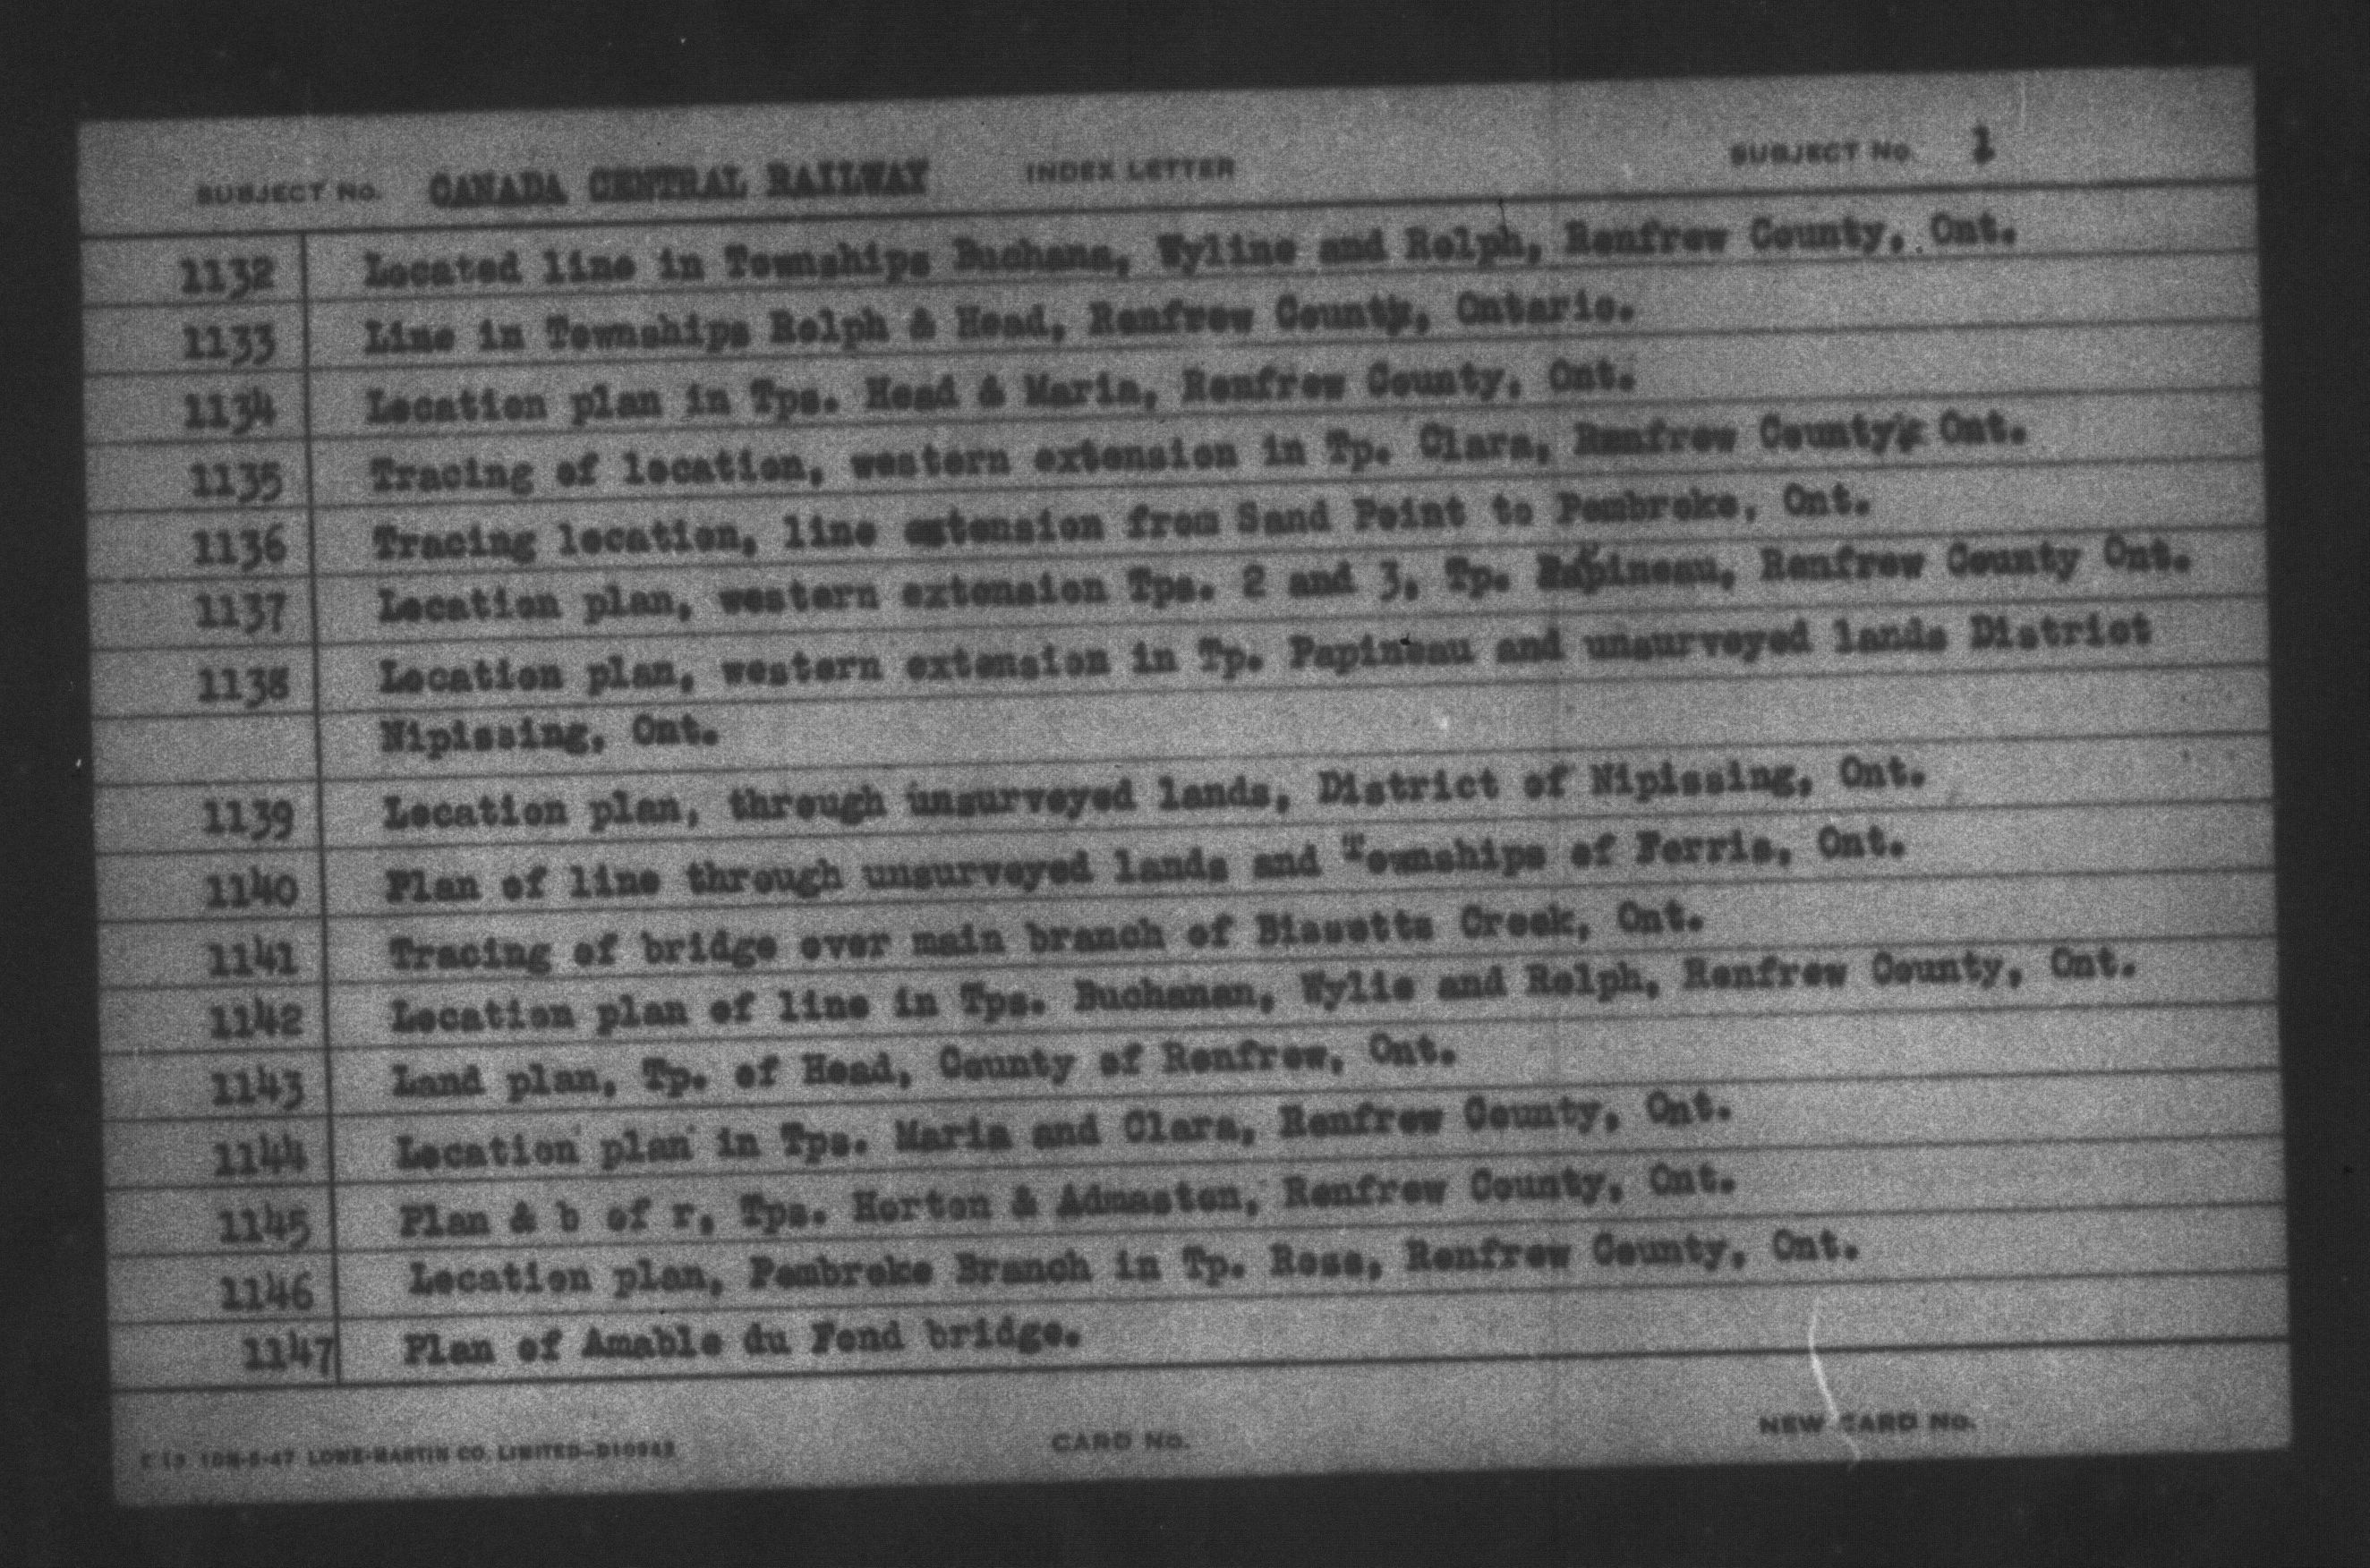 SUBJECT No. CANADA CENTRAL RAILWAY INDEX LETTER SUBJECT No. 1
1132 Located line in Townships Buchana, Wyline and Rolph, Renfrew County, Ont.
1133 Line in Townships Rolph & Head, Renfrew County, Ontario.
1134 Location plan in Tps. Head & Maria, Renfrew County, Ont.
1135 Tracing of location, western extension in Tp. Clara, Renfrew County, Ont.
1136 Tracing location, line extension from Sand Point to Pembroke, Ont.
1137 Location plan, western extension Tps. 2 and 3, Tp. Papineau, Renfrew County Ont.
1138 Location plan, western extension in Tp. Papineau and unsurveyed lands District
Nipissing, Ont.
1139 Location plan, through unsurveyed lands, District of Nipissing, Ont.
1140 Plan of line through unsurveyed lands and Townships of Ferris, Ont.
1141 Tracing of bridge over main branch of Bissetts Creek, Ont.
1142 Location plan of line in Tps. Buchanan, Wylie and Rolph, Renfrew County, Ont.
1143 Land plan, Tp. of Head, County of Renfrew, Ont.
1144 Location plan in Tps. Maria and Clara, Renfrew County, Ont.
1145 Plan & b of r, Tps. Horton & Admaston, Renfrew County, Ont.
1146 Location plan, Pembroke Branch in Tp. Ross, Renfrew County, Ont.
1147 Plan of Amable du Fond bridge.
LOWE-MARTIN CO. LIMITED CARD No. NEW CARD No.